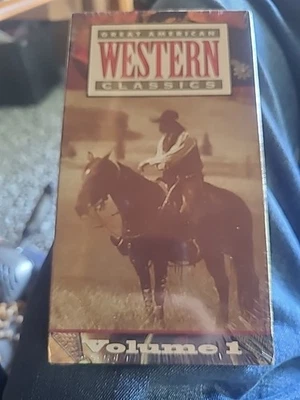 GREAT AMERICAN
WESTERN
CLASSICS
Volume 1